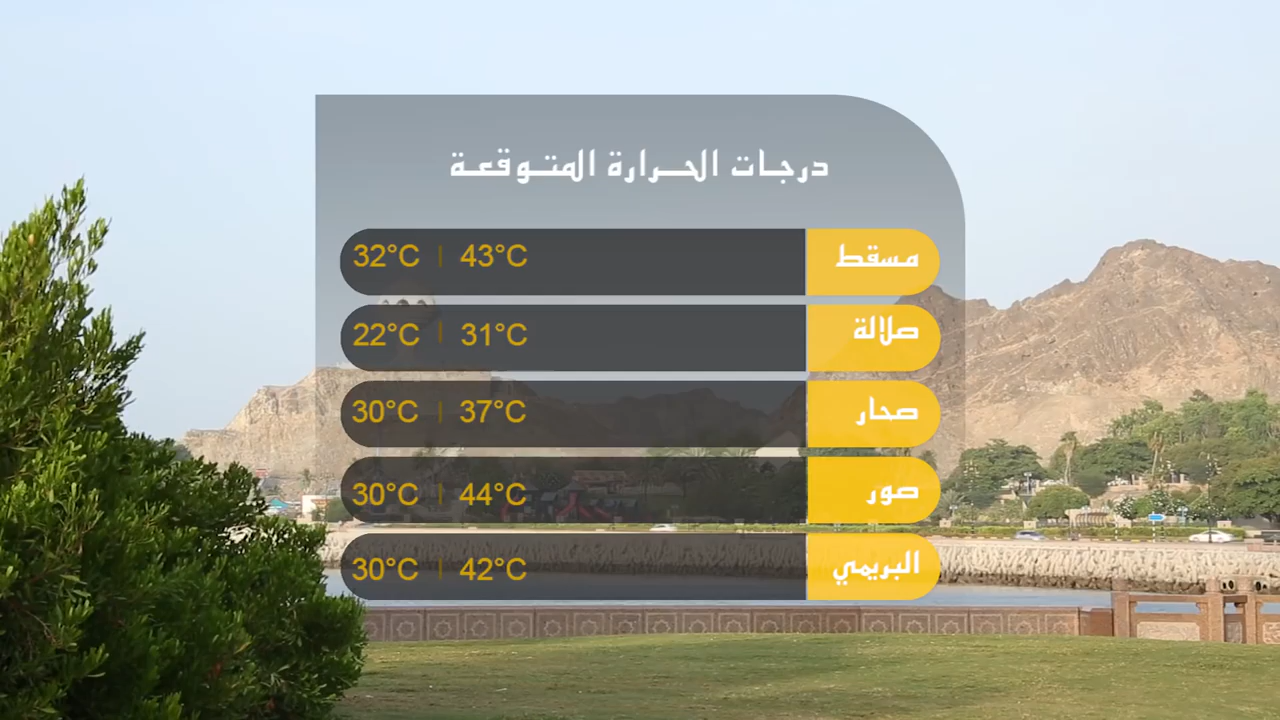 درجات الحرارة المتوقعة
مسقط 43°C | 32°C
صلالة 31°C | 22°C
صحار 37°C | 30°C
صور 44°C | 30°C
البريمي 42°C | 30°C